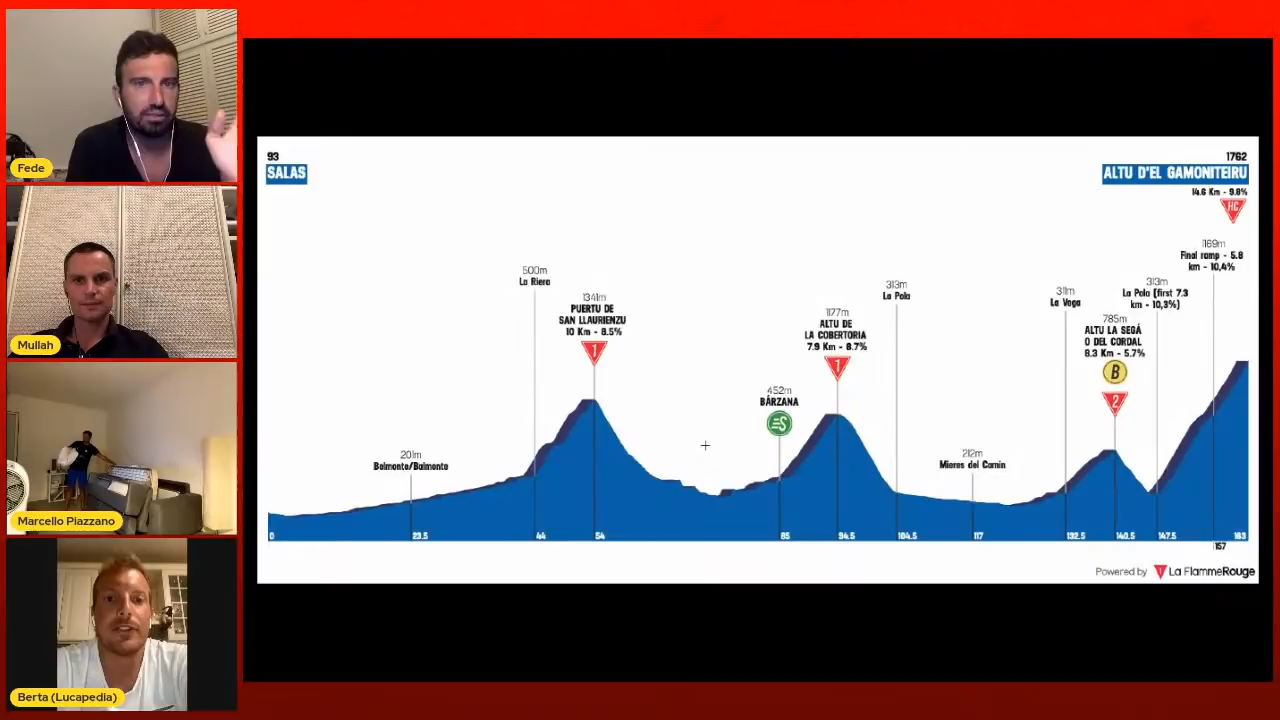 Fede
Mullah
Marcello Piazzano
Berta (Lucapedia)
93
SALAS
1762
ALTU D'EL GAMONITEIRU
14.6 Km - 9.8%
HC
1169m
Final ramp - 5.8
km - 10,4%
500m
La Riera
1341m
PUERTU DE
SAN LLAURIENZU
10 Km - 8.5%
1
313m
La Pola
1177m
ALTU DE
LA COBERTORIA
7.9 Km - 8.7%
1
311m
La Vega
313m
La Pola (first 7.3
km - 10,3%)
785m
ALTU LA SEGÁ
O DEL CORDAL
8.3 Km - 5.7%
B
2
452m
BÁRZANA
S
201m
Belmonte/Balmonte
212m
Mieres del Camin
0
23.5
44
54
85
94.5
104.5
117
132.5
140.5
147.5
163
157
Powered by La FlammeRouge